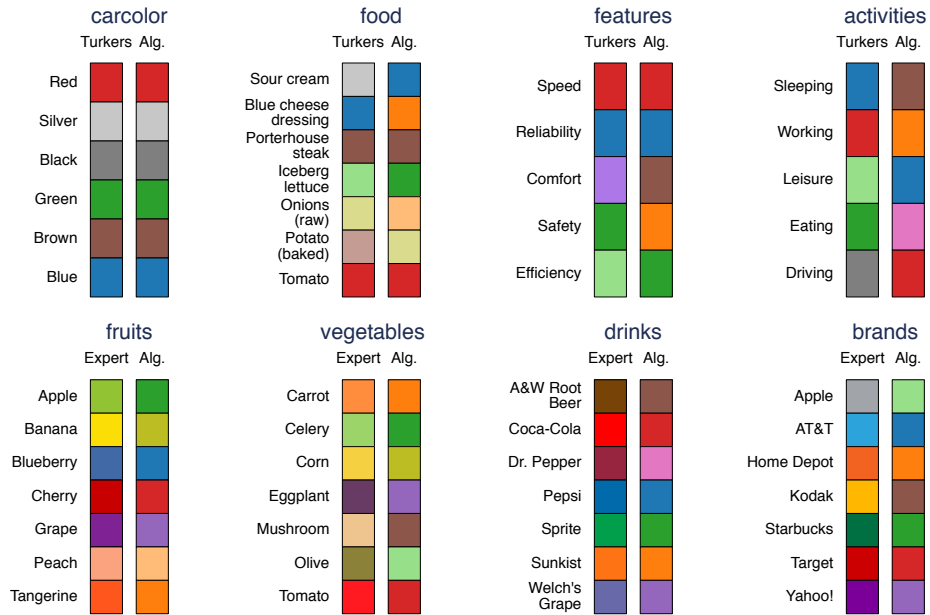 carcolor
Turkers Alg.
Red
Silver
Black
Green
Brown
Blue
food
Turkers Alg.
Sour cream
Blue cheese
dressing
Porterhouse
steak
Iceberg
lettuce
Onions
(raw)
Potato
(baked)
Tomato
features
Turkers Alg.
Speed
Reliability
Comfort
Safety
Efficiency
activities
Turkers Alg.
Sleeping
Working
Leisure
Eating
Driving
fruits
Expert Alg.
Apple
Banana
Blueberry
Cherry
Grape
Peach
Tangerine
vegetables
Expert Alg.
Carrot
Celery
Corn
Eggplant
Mushroom
Olive
Tomato
drinks
Expert Alg.
A&W Root
Beer
Coca-Cola
Dr. Pepper
Pepsi
Sprite
Sunkist
Welch's
Grape
brands
Expert Alg.
Apple
AT&T
Home Depot
Kodak
Starbucks
Target
Yahoo!